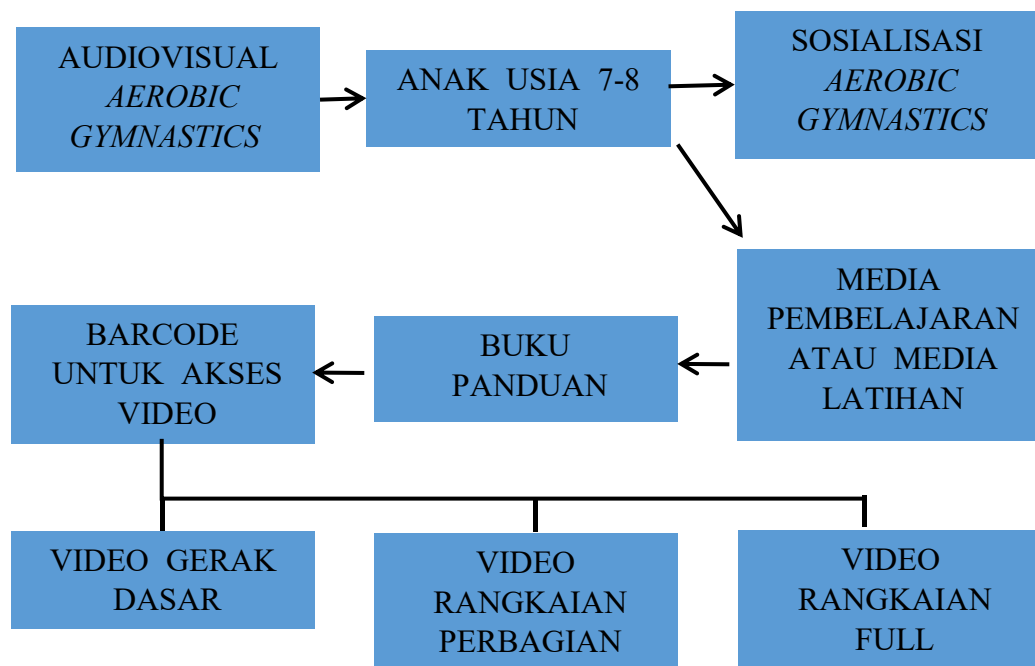 AUDIOVISUAL
AEROBIC
GYMNASTICS
ANAK USIA 7-8
TAHUN
SOSIALISASI
AEROBIC
GYMNASTICS
MEDIA
PEMBELAJARAN
ATAU MEDIA
LATIHAN
BUKU
PANDUAN
BARCODE
UNTUK AKSES
VIDEO
VIDEO GERAK
DASAR
VIDEO
RANGKAIAN
PERBAGIAN
VIDEO
RANGKAIAN
FULL